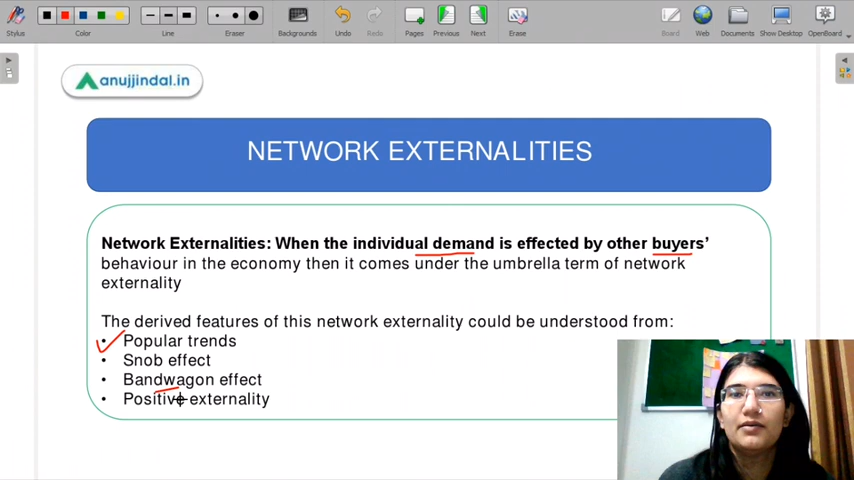 Stylus
Color
Line
Eraser
Backgrounds
Undo
Redo
Pages
Previous
Next
Erase
Board
Web
Documents
Show Desktop
OpenBoard
anujjindal.in
NETWORK EXTERNALITIES
Network Externalities: When the individual demand is effected by other buyers’
behaviour in the economy then it comes under the umbrella term of network
externality
The derived features of this network externality could be understood from:
• Popular trends
• Snob effect
• Bandwagon effect
• Positive externality